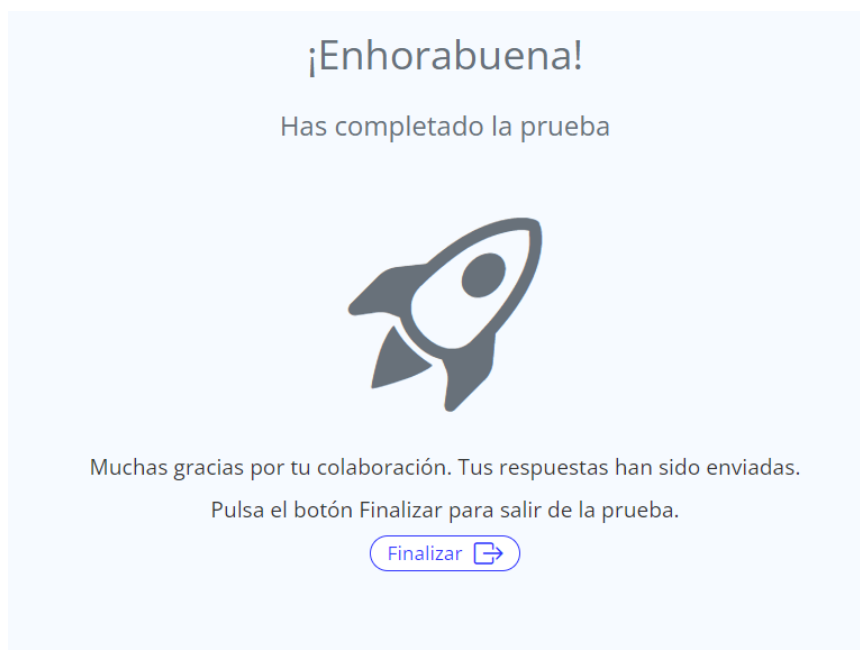 ¡Enhorabuena!
Has completado la prueba
Muchas gracias por tu colaboración. Tus respuestas han sido enviadas.
Pulsa el botón Finalizar para salir de la prueba.
Finalizar